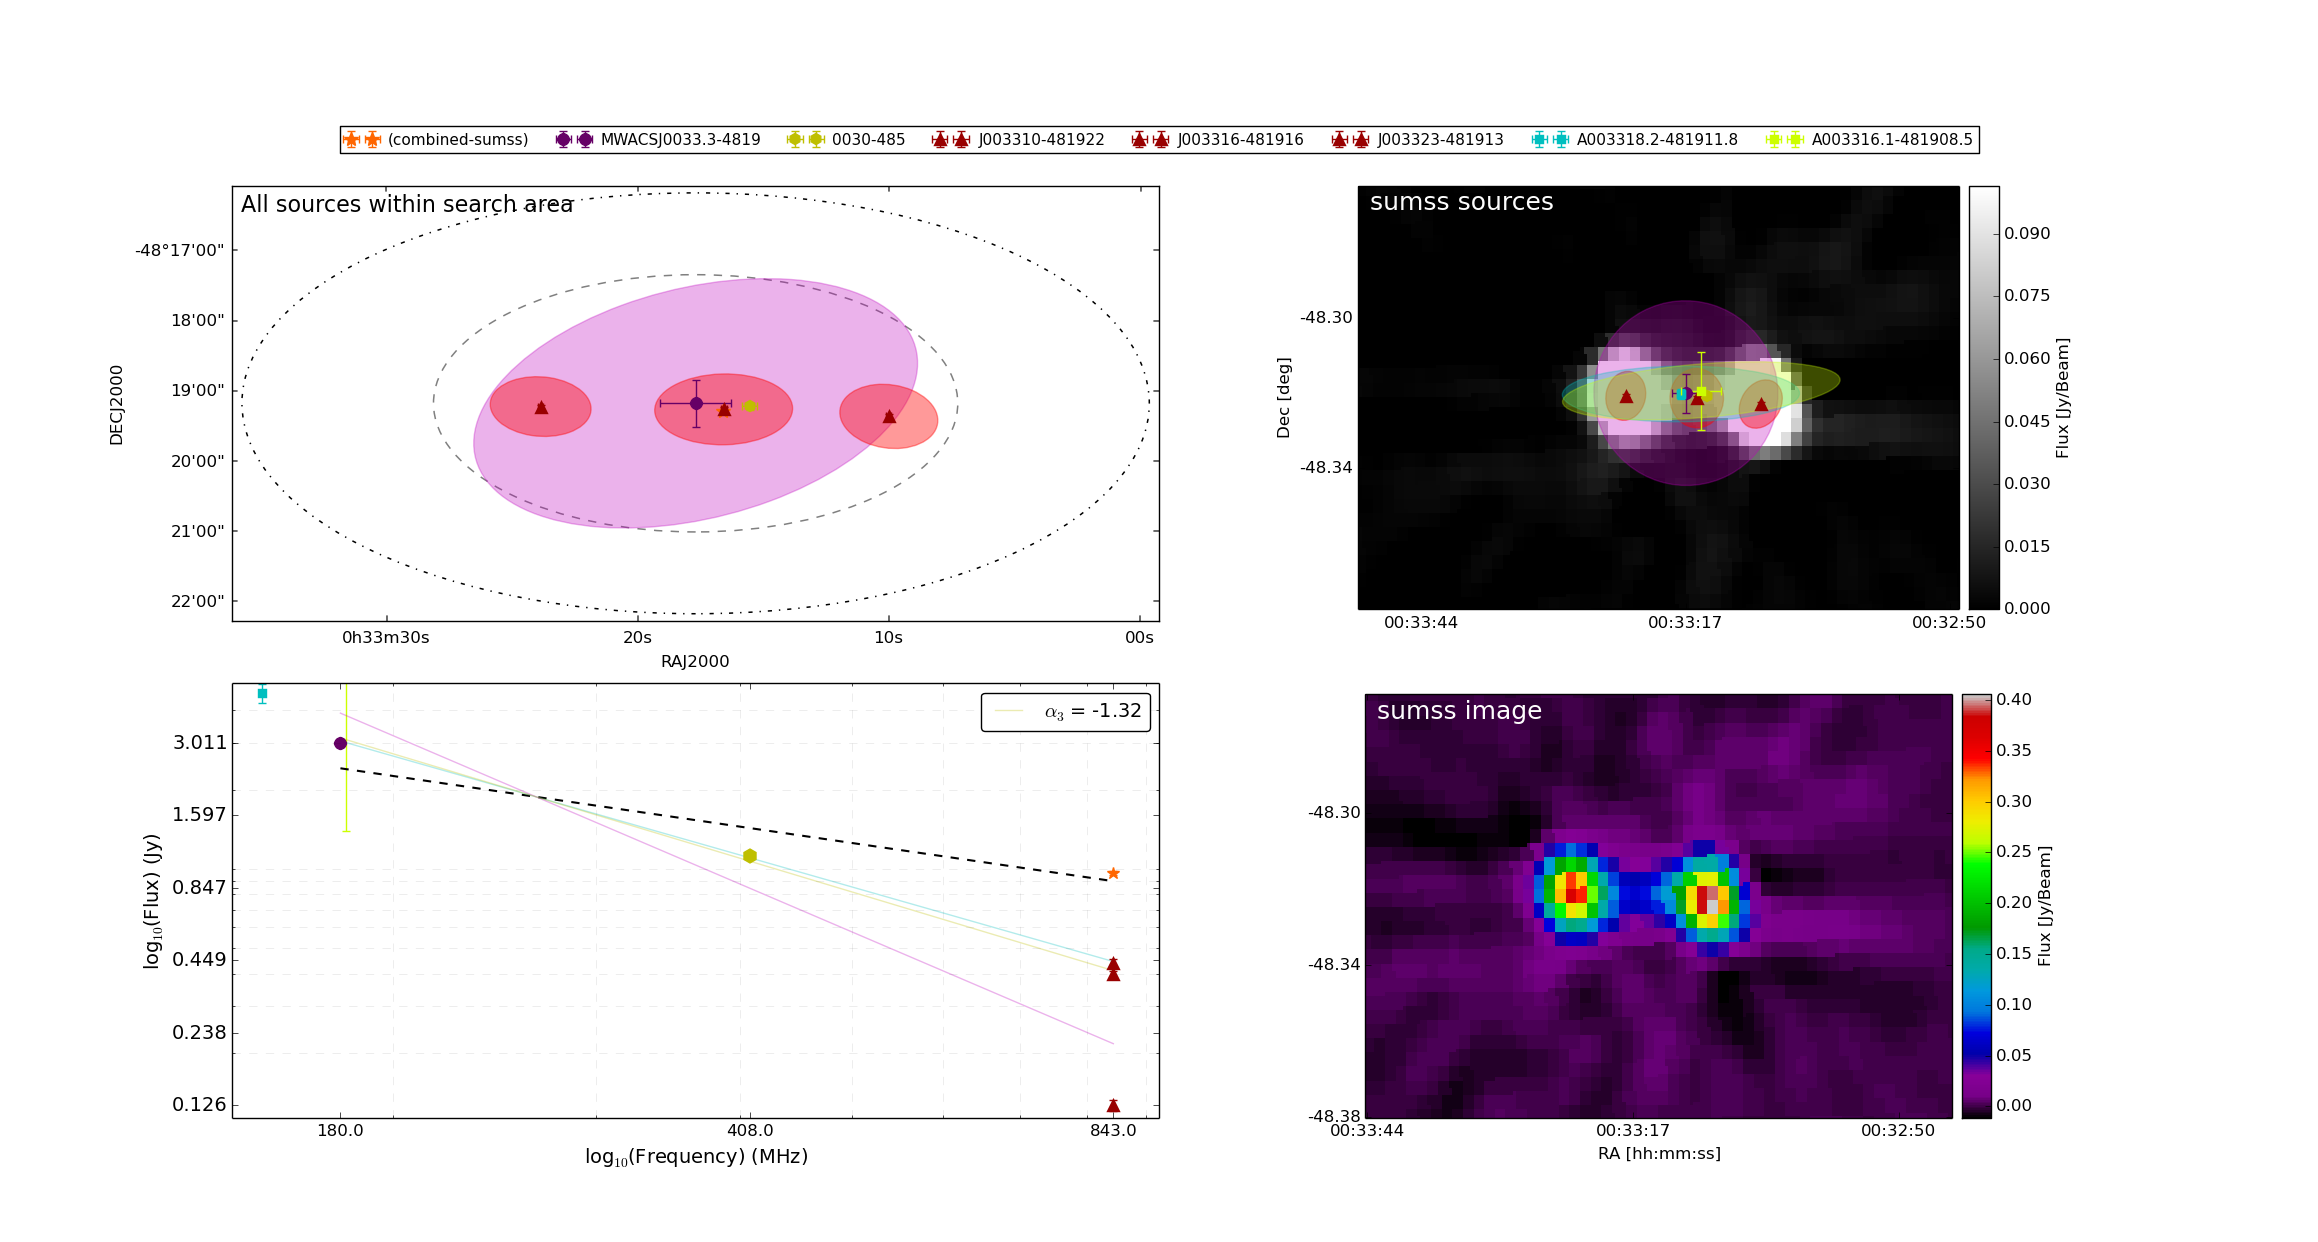 (combined-sumss) MWACSJ0033.3-4819 0030-485 J003310-481922 J003316-481916 J003323-481913 A003318.2-481911.8 A003316.1-481908.5
All sources within search area
DECJ2000
-48°17'00"
18'00"
19'00"
20'00"
21'00"
22'00"
0h33m30s 20s 10s 00s
RAJ2000
sumss sources
Dec [deg]
-48.30
-48.34
00:33:44 00:33:17 00:32:50
0.090
0.075
0.060
0.045
0.030
0.015
0.000
Flux [Jy/Beam]
α₃ = -1.32
log₁₀(Flux) (Jy)
3.011
1.597
0.847
0.449
0.238
0.126
180.0 408.0 843.0
log₁₀(Frequency) (MHz)
sumss image
-48.30
-48.34
-48.38
00:33:44 00:33:17 00:32:50
RA [hh:mm:ss]
0.40
0.35
0.30
0.25
0.20
0.15
0.10
0.05
0.00
Flux [Jy/Beam]